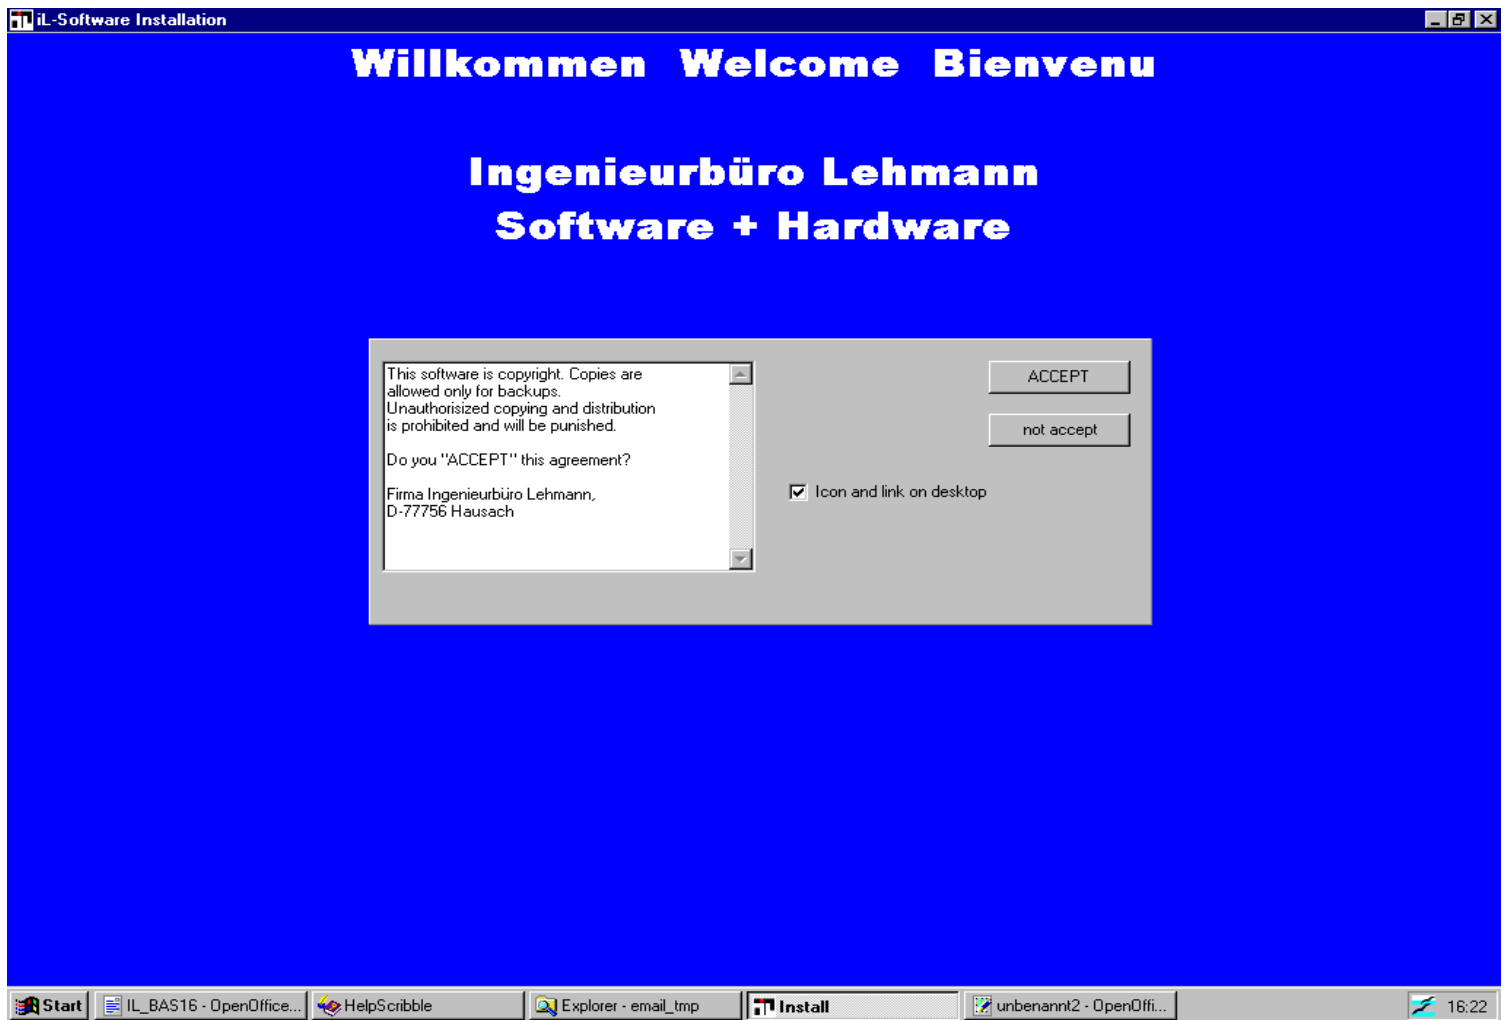 iL-Software Installation
Willkommen Welcome Bienvenu
Ingenieurbüro Lehmann
Software + Hardware
This software is copyright. Copies are
allowed only for backups.
Unauthorisized copying and distribution
is prohibited and will be punished.
Do you "ACCEPT" this agreement?
Firma Ingenieurbüro Lehmann,
D-77756 Hausach
ACCEPT
not accept
Icon and link on desktop
Start IL_BAS16 - OpenOffice... HelpScribble Explorer - email_tmp Install unbenannt2 - OpenOffi... 16:22